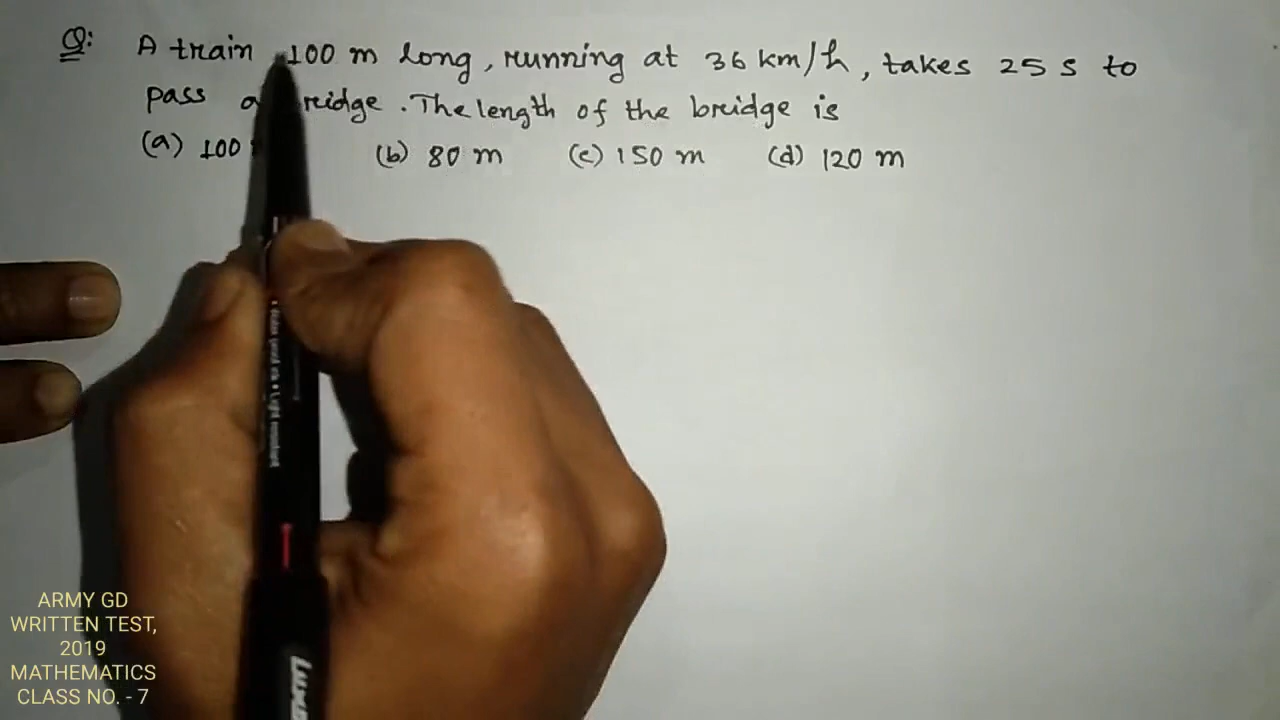 Q: A train 100 m long, running at 36 km/h, takes 25 s to
pass a ridge. The length of the bridge is
(a) 100 (b) 80 m (c) 150 m (d) 120 m
ARMY GD
WRITTEN TEST,
2019
MATHEMATICS
CLASS NO. - 7